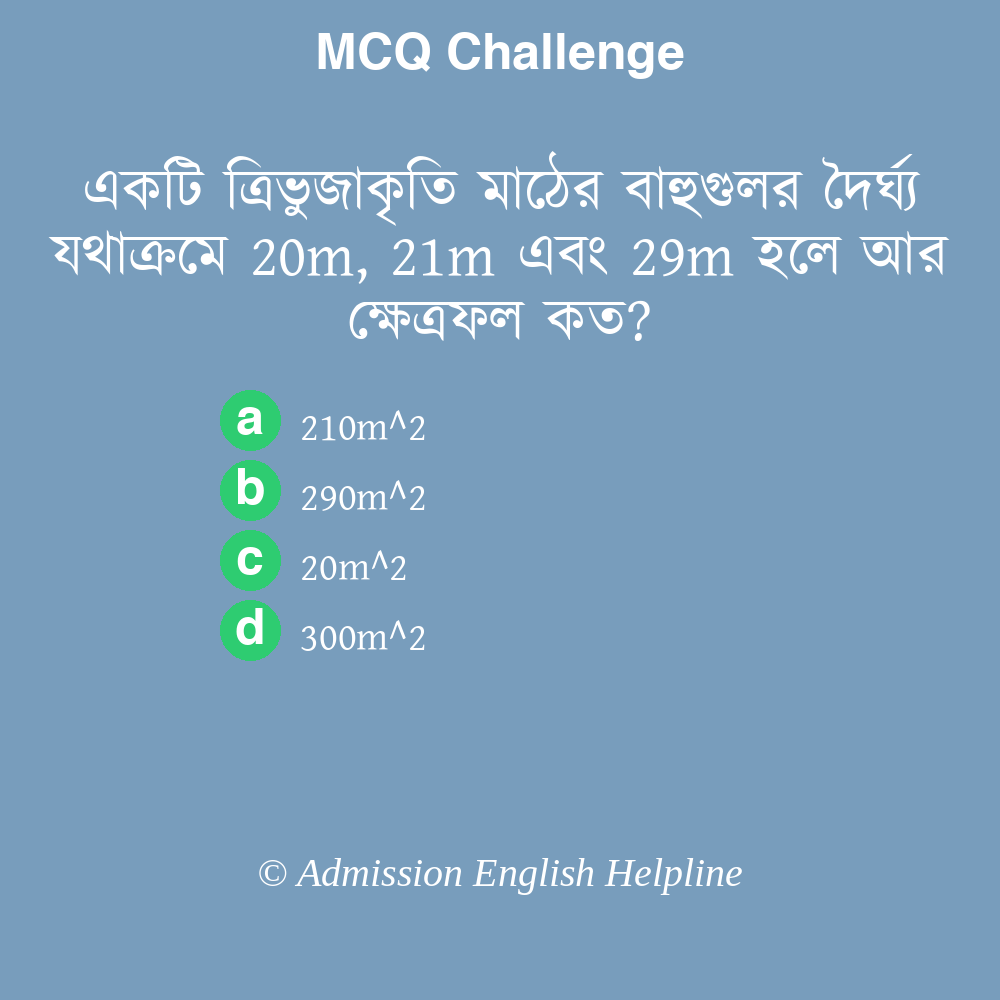 MCQ Challenge
একটি ত্রিভুজাকৃতি মাঠের বাহুগুলর দৈর্ঘ্য
যথাক্রমে 20m, 21m এবং 29m হলে আর
ক্ষেত্রফল কত?
a 210m^2
b 290m^2
c 20m^2
d 300m^2
© Admission English Helpline